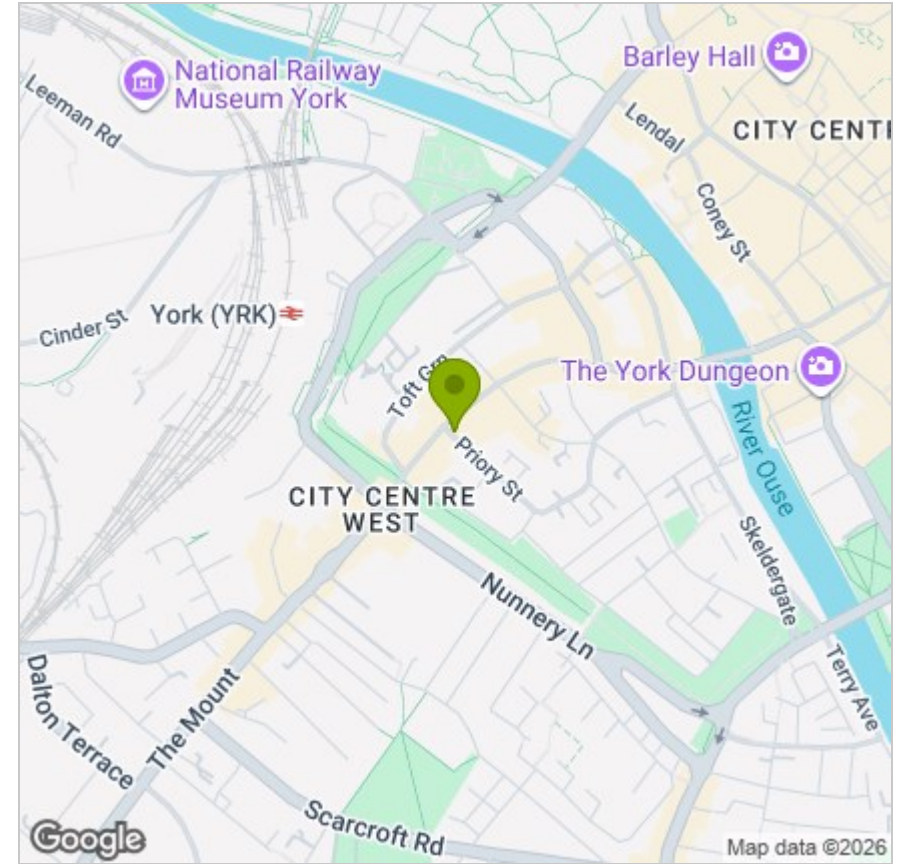 National Railway
Museum York
Barley Hall
Leeman Rd
Lendal
CITY CENT
Coney St
York (YRK)
Cinder St
Toft Grn
The York Dungeon
River Ouse
Priory St
CITY CENTRE
WEST
Skeldergate
Nunnery Ln
Terry Ave
Dalton Terrace
The Mount
Scarcroft Rd
Google
Map data ©2026